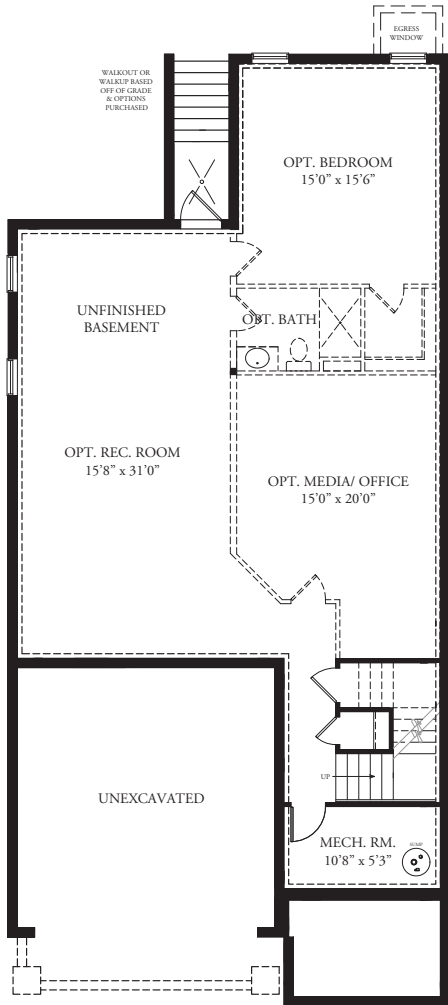 EGRESS
WINDOW
WALKOUT OR
WALKUP BASED
OFF OF GRADE
& OPTIONS
PURCHASED
OPT. BEDROOM
15'0" x 15'6"
UNFINISHED
BASEMENT
OPT. BATH
OPT. REC. ROOM
15'8" x 31'0"
OPT. MEDIA/ OFFICE
15'0" x 20'0"
UP
UNEXCAVATED
MECH. RM.
10'8" x 5'3"
SUMP